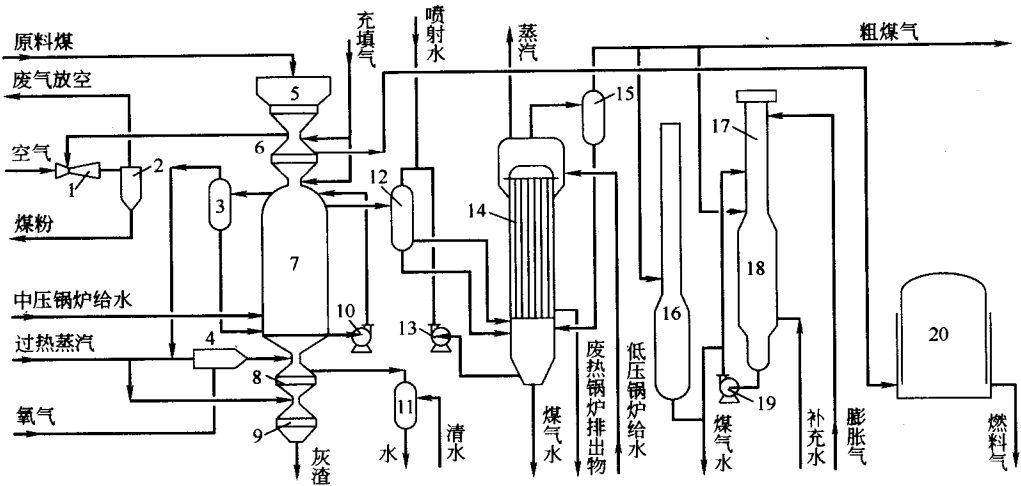 原料煤
废气放空
空气
煤粉
中压锅炉给水
过热蒸汽
氧气
充填气
喷射水
蒸汽
粗煤气
1
2
3
4
5
6
7
8
9
10
11
12
13
14
15
16
17
18
19
20
灰渣
水
清水
煤气水
废热锅炉排出物
低压锅炉给水
煤气水
补充水
膨胀气
燃料气